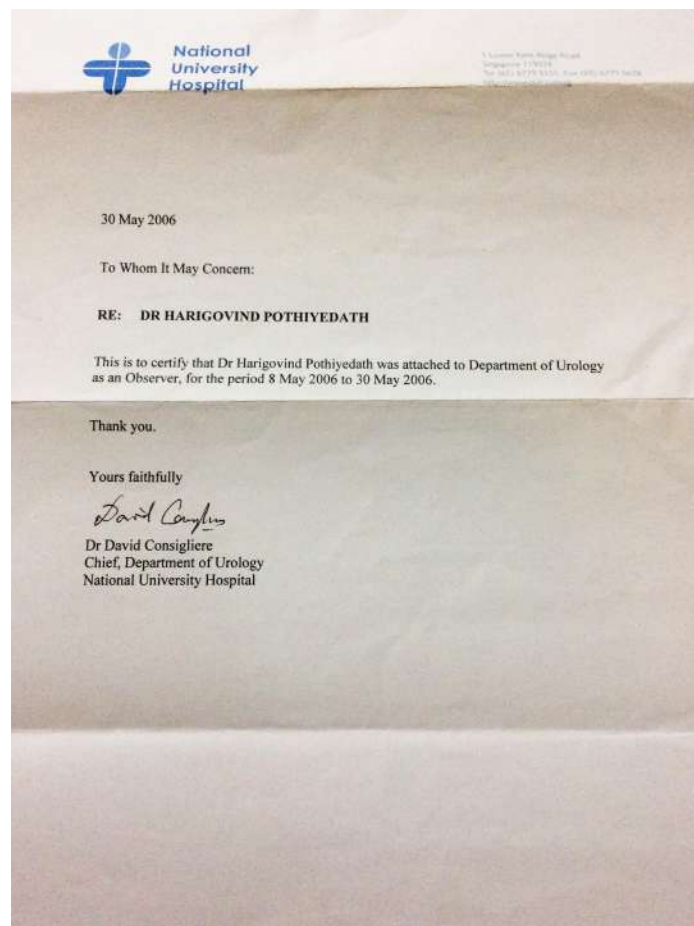 National
University
Hospital
30 May 2006
To Whom It May Concern:
RE: DR HARIGOVIND POTHIYEDATH
This is to certify that Dr Harigovind Pothiyedath was attached to Department of Urology
as an Observer, for the period 8 May 2006 to 30 May 2006.
Thank you.
Yours faithfully
Dr David Consigliere
Chief, Department of Urology
National University Hospital